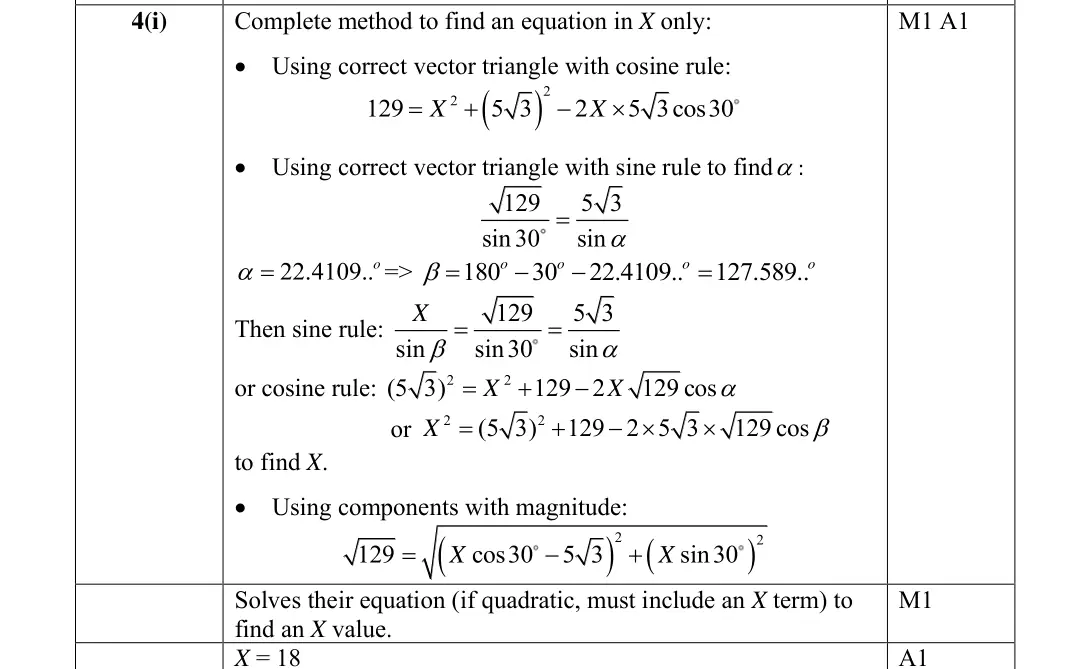 4(i) Complete method to find an equation in X only: M1 A1
• Using correct vector triangle with cosine rule:
129 = X² + (5√3)² − 2X × 5√3 cos 30°
• Using correct vector triangle with sine rule to find α :
√129 / sin 30° = 5√3 / sin α
α = 22.4109..° => β = 180° − 30° − 22.4109..° = 127.589..°
Then sine rule: X / sin β = √129 / sin 30° = 5√3 / sin α
or cosine rule: (5√3)² = X² + 129 − 2X √129 cos α
or X² = (5√3)² + 129 − 2 × 5√3 × √129 cos β
to find X.
• Using components with magnitude:
√129 = √((X cos 30° − 5√3)² + (X sin 30°)²)
Solves their equation (if quadratic, must include an X term) to M1
find an X value.
X = 18 A1